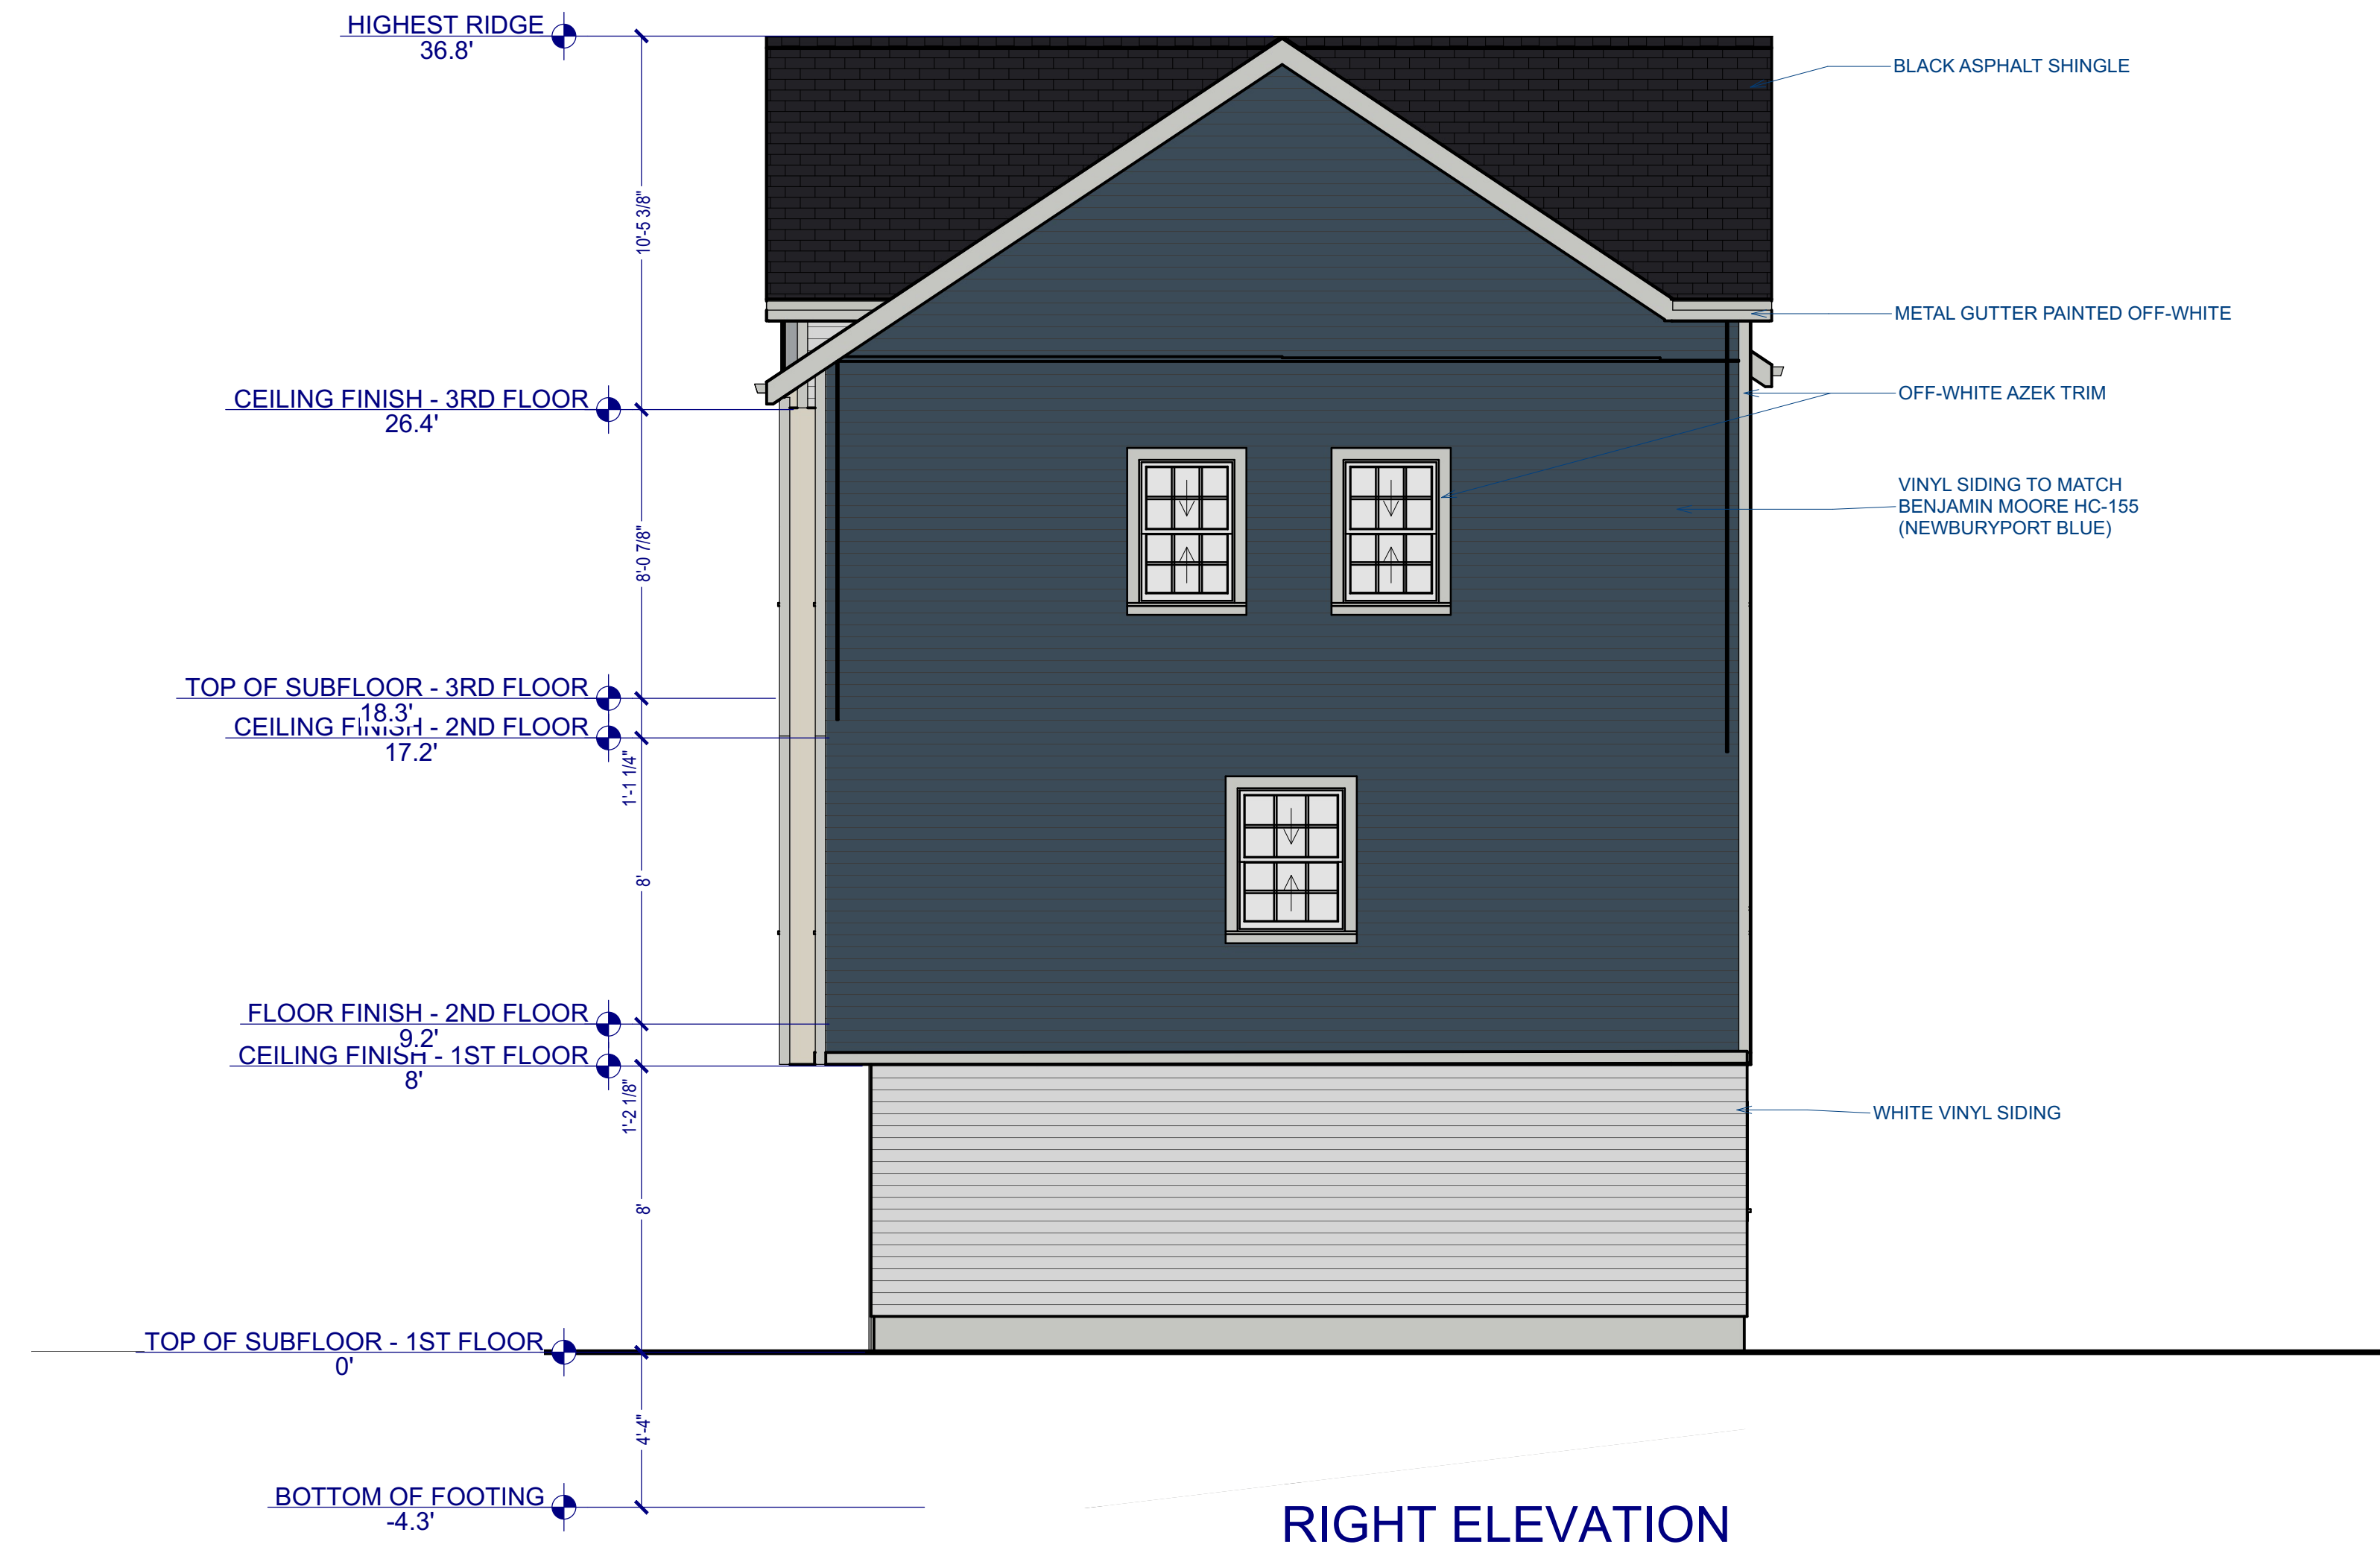 HIGHEST RIDGE
36.8'
BLACK ASPHALT SHINGLE
10'-5 3/8"
METAL GUTTER PAINTED OFF-WHITE
CEILING FINISH - 3RD FLOOR
26.4'
OFF-WHITE AZEK TRIM
VINYL SIDING TO MATCH
BENJAMIN MOORE HC-155
(NEWBURYPORT BLUE)
8'-0 7/8"
TOP OF SUBFLOOR - 3RD FLOOR
18.3'
CEILING FINISH - 2ND FLOOR
17.2'
1'-1 1/4"
8'
FLOOR FINISH - 2ND FLOOR
9.2'
CEILING FINISH - 1ST FLOOR
8'
1'-2 1/8"
WHITE VINYL SIDING
8'
TOP OF SUBFLOOR - 1ST FLOOR
0'
4'-4"
BOTTOM OF FOOTING
-4.3'
RIGHT ELEVATION